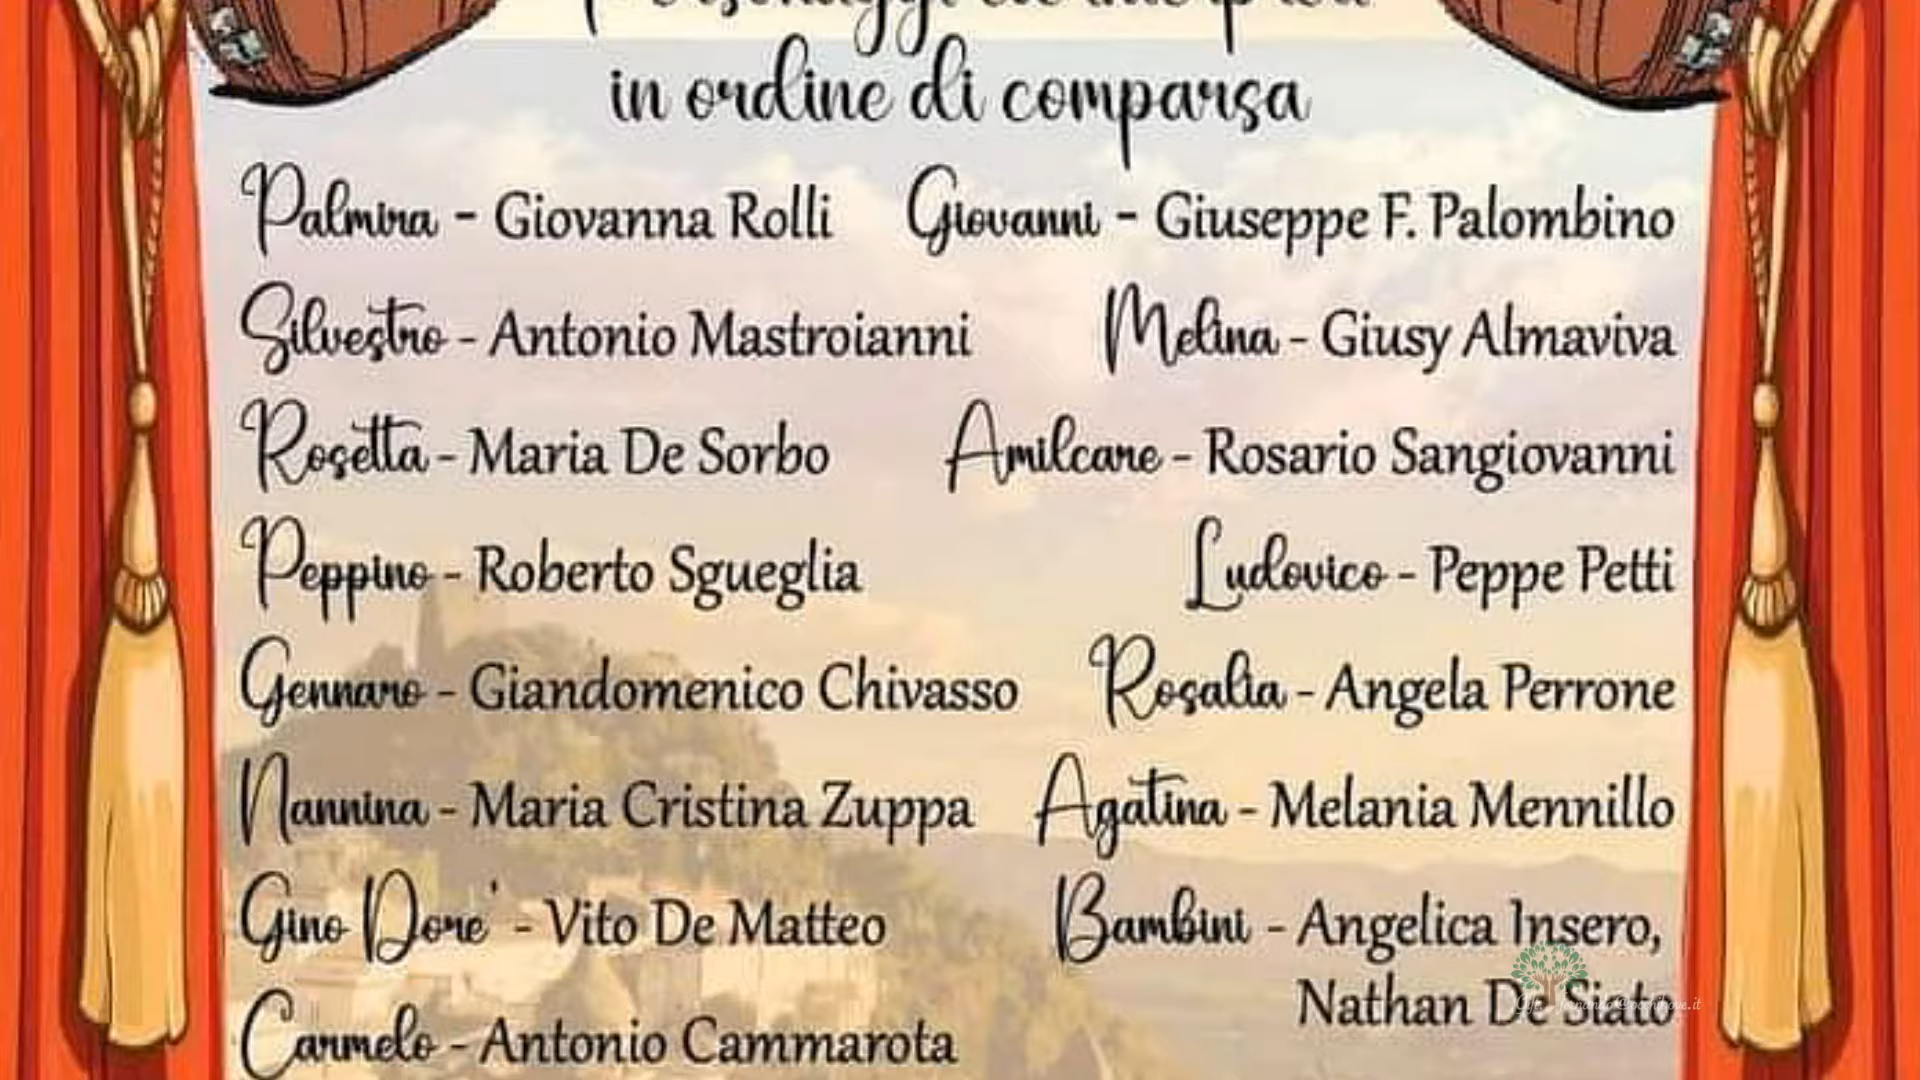 in ordine di comparsa
Palmira - Giovanna Rolli
Silvestro - Antonio Mastroianni
Rosetta - Maria De Sorbo
Peppino - Roberto Sgueglia
Gennaro - Giandomenico Chivasso
Nannina - Maria Cristina Zuppa
Gino Dore' - Vito De Matteo
Carmelo - Antonio Cammarota
Giovanni - Giuseppe F. Palombino
Melina - Giusy Almaviva
Amilcare - Rosario Sangiovanni
Ludovico - Peppe Petti
Rosalia - Angela Perrone
Agatina - Melania Mennillo
Bambini - Angelica Insero,
Nathan De Siato